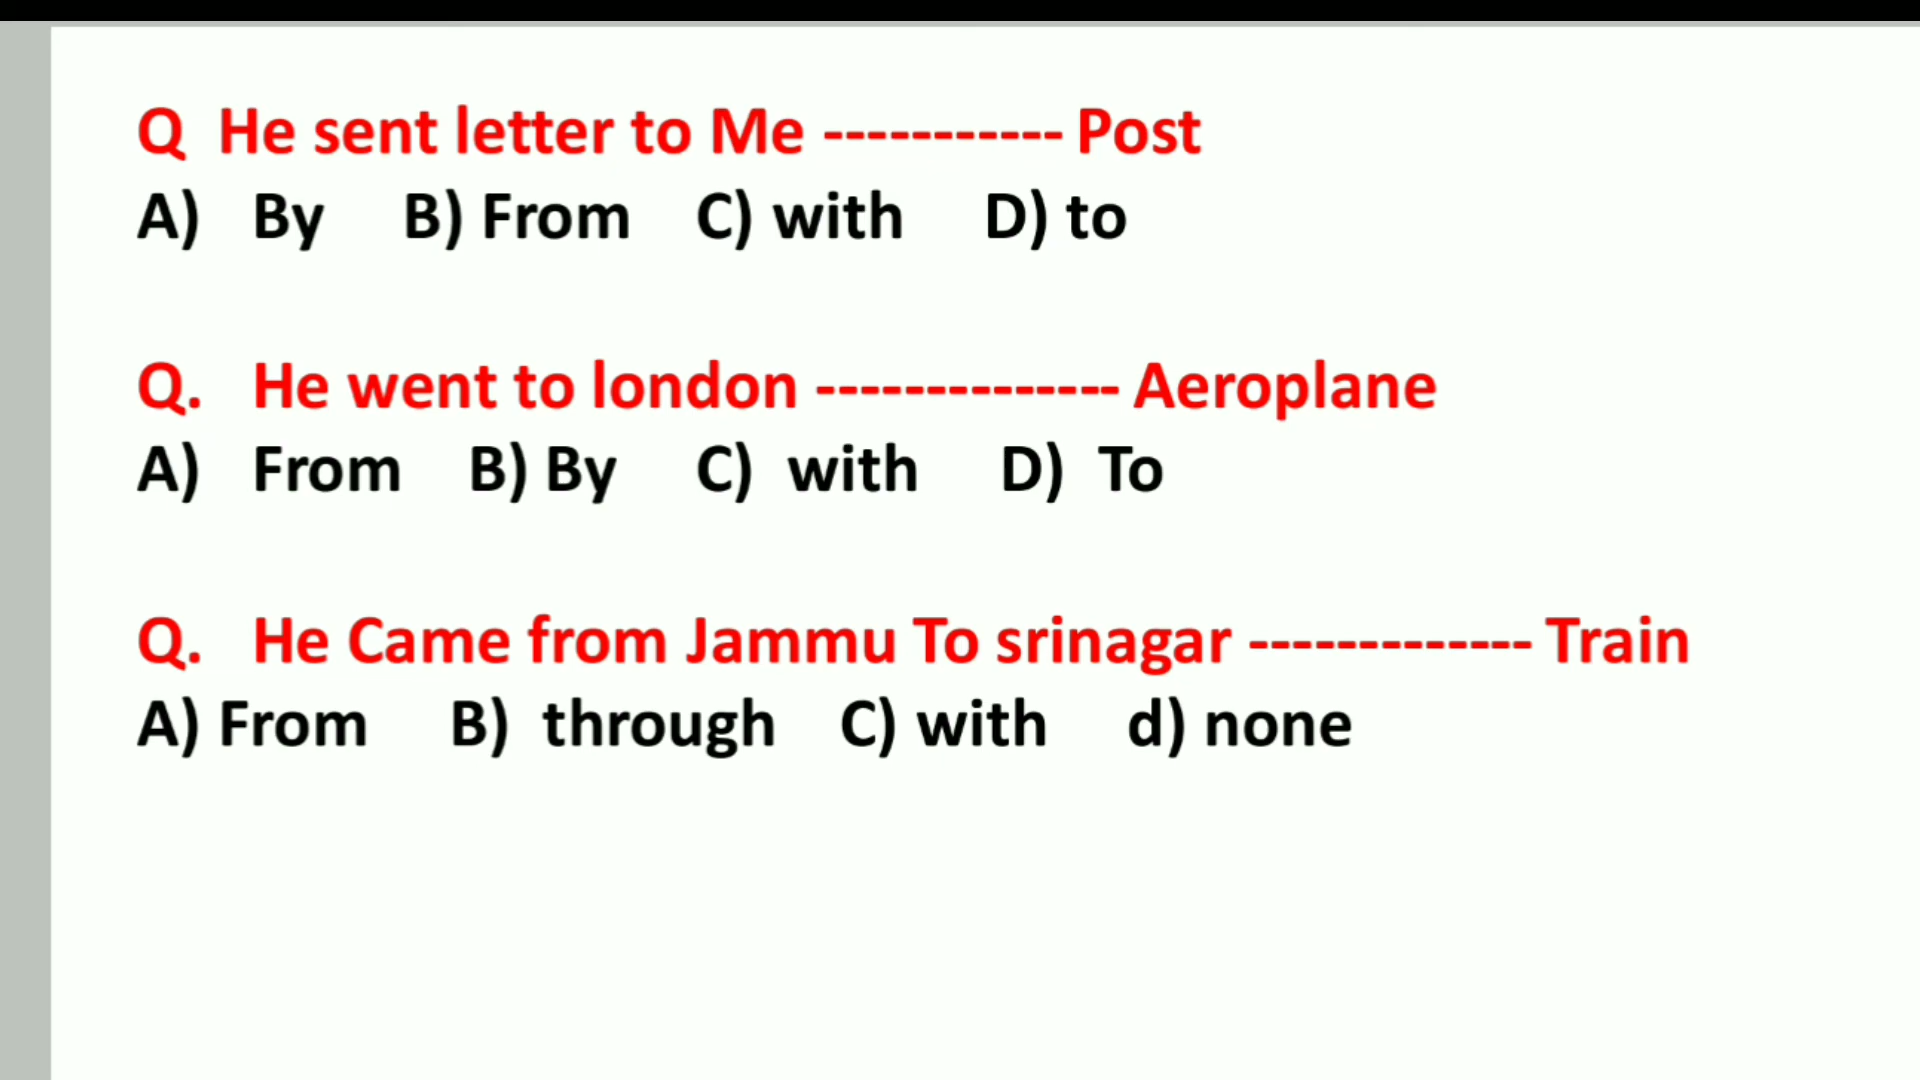 Q He sent letter to Me ----------- Post
A) By B) From C) with D) to
Q. He went to london -------------- Aeroplane
A) From B) By C) with D) To
Q. He Came from Jammu To srinagar ------------- Train
A) From B) through C) with d) none